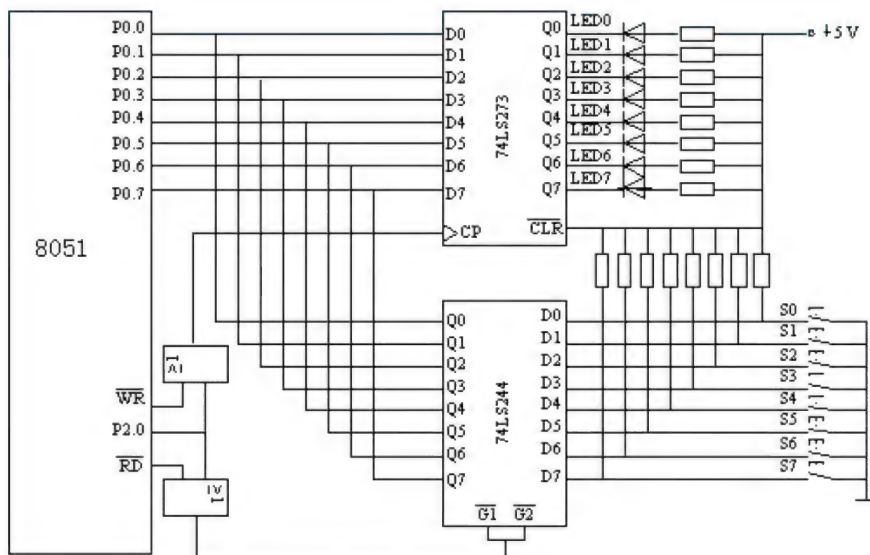 8051
P0.0
P0.1
P0.2
P0.3
P0.4
P0.5
P0.6
P0.7
WR
P2.0
RD
≥1
≥1
74LS273
D0
D1
D2
D3
D4
D5
D6
D7
CP
Q0
Q1
Q2
Q3
Q4
Q5
Q6
Q7
CLR
LED0
LED1
LED2
LED3
LED4
LED5
LED6
LED7
+5V
74LS244
Q0
Q1
Q2
Q3
Q4
Q5
Q6
Q7
D0
D1
D2
D3
D4
D5
D6
D7
G1 G2
S0
S1
S2
S3
S4
S5
S6
S7